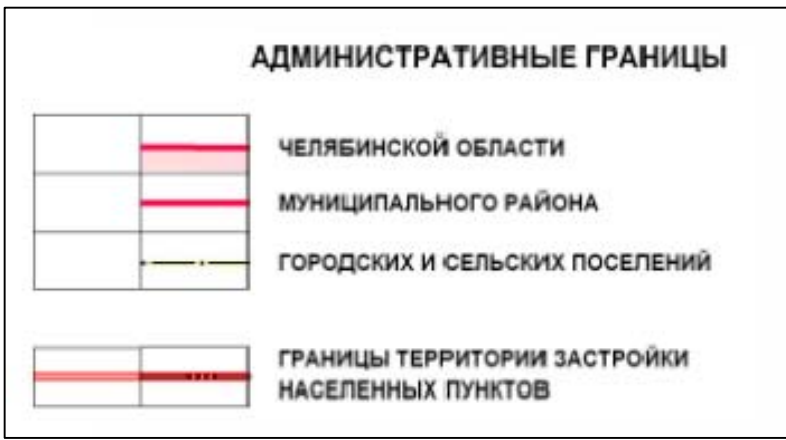 АДМИНИСТРАТИВНЫЕ ГРАНИЦЫ
ЧЕЛЯБИНСКОЙ ОБЛАСТИ
МУНИЦИПАЛЬНОГО РАЙОНА
ГОРОДСКИХ И СЕЛЬСКИХ ПОСЕЛЕНИЙ
ГРАНИЦЫ ТЕРРИТОРИИ ЗАСТРОЙКИ
НАСЕЛЕННЫХ ПУНКТОВ